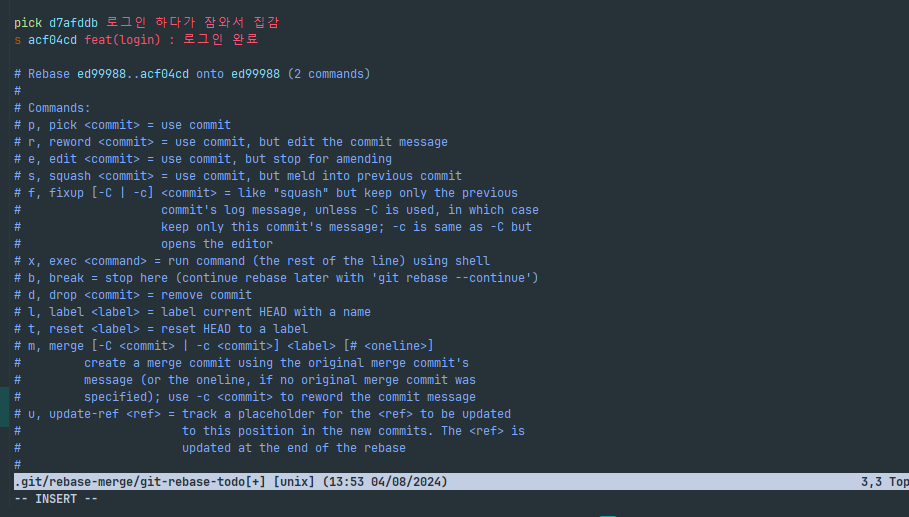 pick d7afddb 로그인 하다가 잠와서 집감
s acf04cd feat(login) : 로그인 완료
# Rebase ed99988..acf04cd onto ed99988 (2 commands)
#
# Commands:
# p, pick <commit> = use commit
# r, reword <commit> = use commit, but edit the commit message
# e, edit <commit> = use commit, but stop for amending
# s, squash <commit> = use commit, but meld into previous commit
# f, fixup [-C | -c] <commit> = like "squash" but keep only the previous
#                    commit's log message, unless -C is used, in which case
#                    keep only this commit's message; -c is same as -C but
#                    opens the editor
# x, exec <command> = run command (the rest of the line) using shell
# b, break = stop here (continue rebase later with 'git rebase --continue')
# d, drop <commit> = remove commit
# l, label <label> = label current HEAD with a name
# t, reset <label> = reset HEAD to a label
# m, merge [-C <commit> | -c <commit>] <label> [# <oneline>]
#         create a merge commit using the original merge commit's
#         message (or the oneline, if no original merge commit was
#         specified); use -c <commit> to reword the commit message
# u, update-ref <ref> = track a placeholder for the <ref> to be updated
#                       to this position in the new commits. The <ref> is
#                       updated at the end of the rebase
#
.git/rebase-merge/git-rebase-todo[+] [unix] (13:53 04/08/2024) 3,3 Top
-- INSERT --